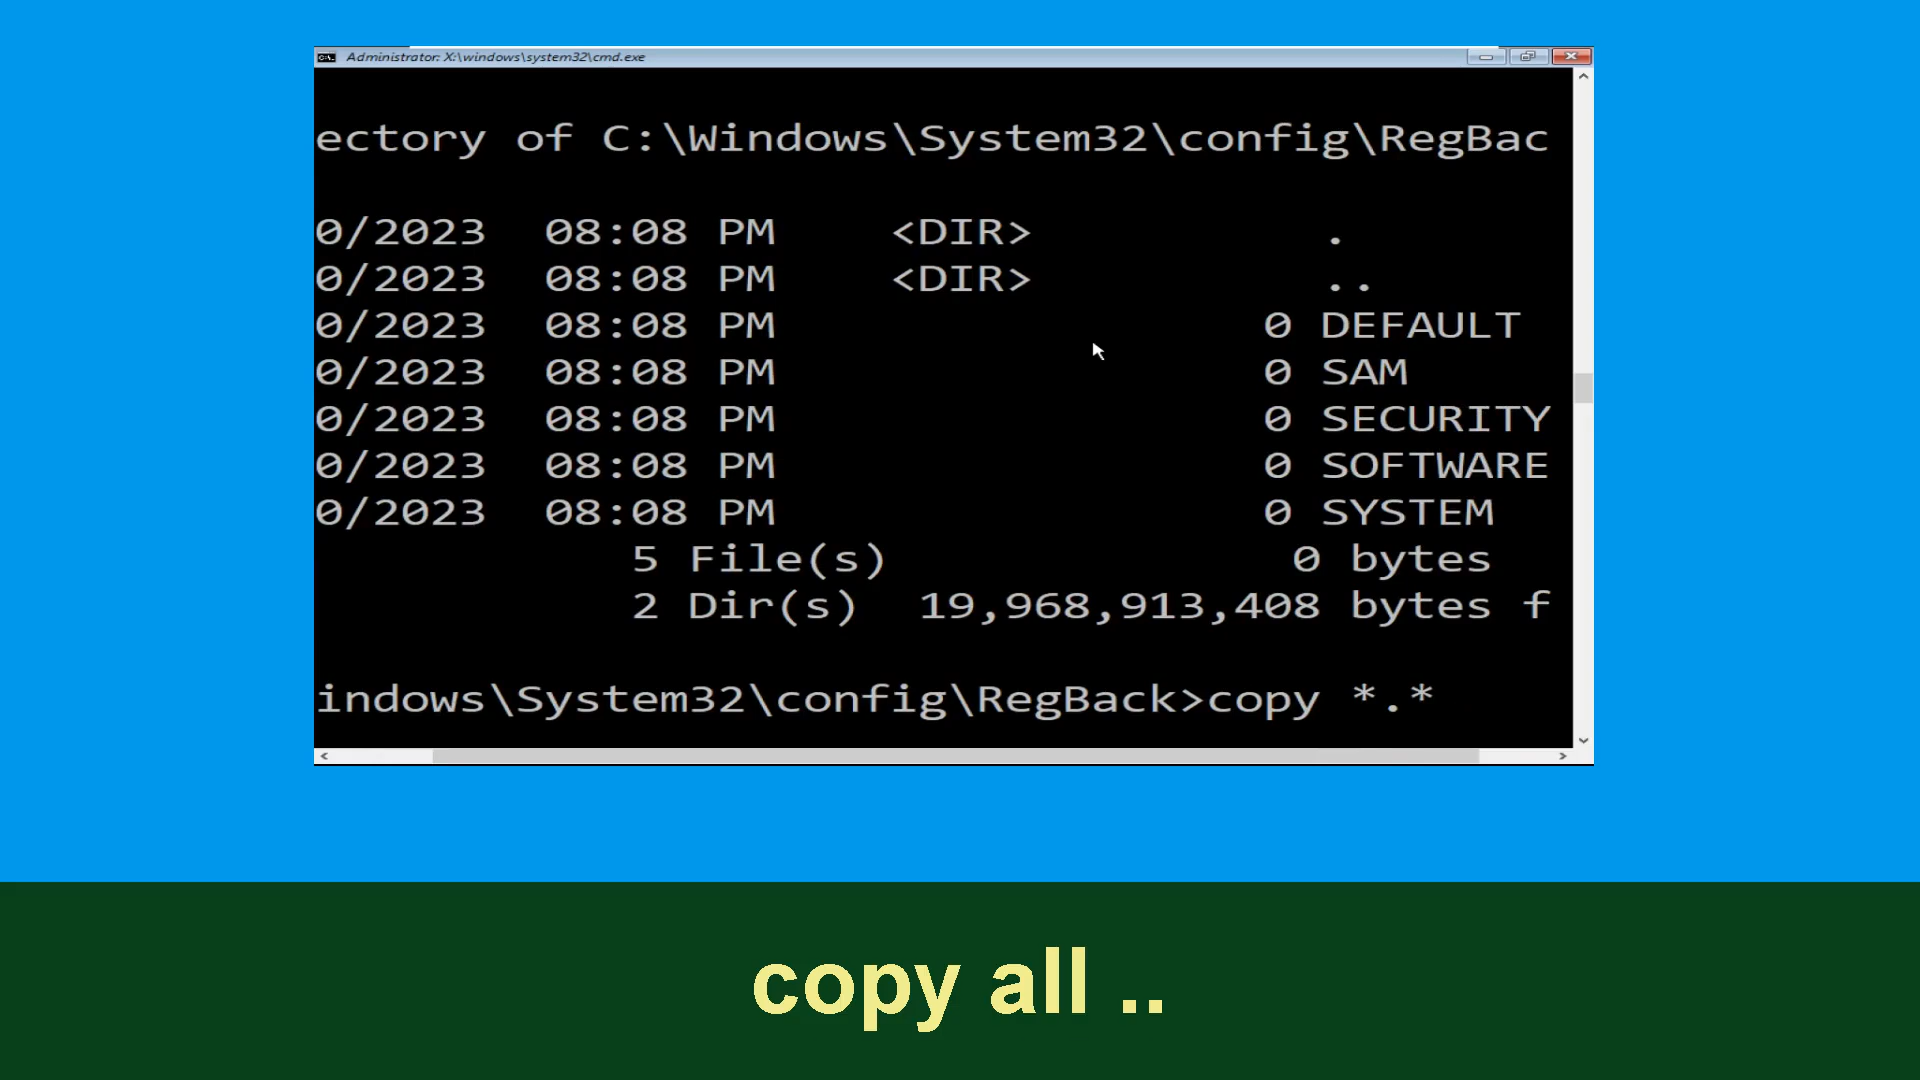 Administrator: X:\windows\system32\cmd.exe
ectory of C:\Windows\System32\config\RegBac
0/2023 08:08 PM <DIR> .
0/2023 08:08 PM <DIR> ..
0/2023 08:08 PM 0 DEFAULT
0/2023 08:08 PM 0 SAM
0/2023 08:08 PM 0 SECURITY
0/2023 08:08 PM 0 SOFTWARE
0/2023 08:08 PM 0 SYSTEM
5 File(s) 0 bytes
2 Dir(s) 19,968,913,408 bytes f
indows\System32\config\RegBack>copy *.*
copy all ..